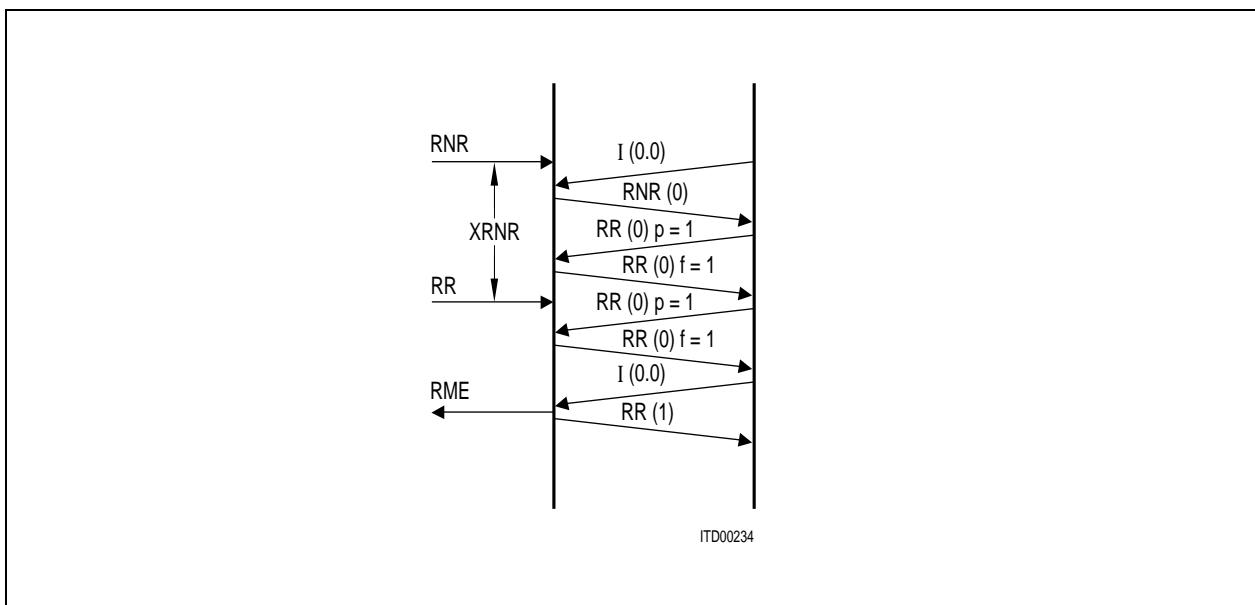 RNR
I (0.0)
RNR (0)
XRNR
RR (0) p = 1
RR (0) f = 1
RR
RR (0) p = 1
RR (0) f = 1
I (0.0)
RME
RR (1)
ITD00234